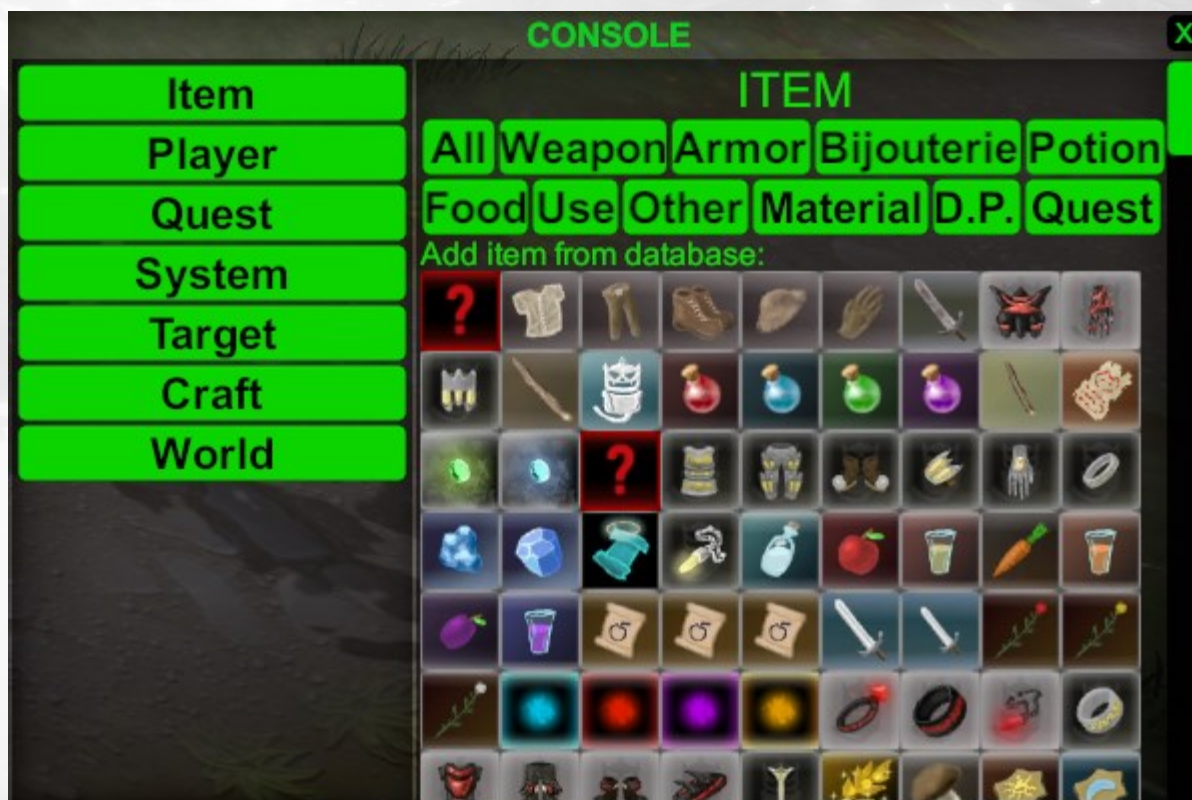 CONSOLE
X
Item
Player
Quest
System
Target
Craft
World
ITEM
All Weapon Armor Bijouterie Potion
Food Use Other Material D.P. Quest
Add item from database:
?
?